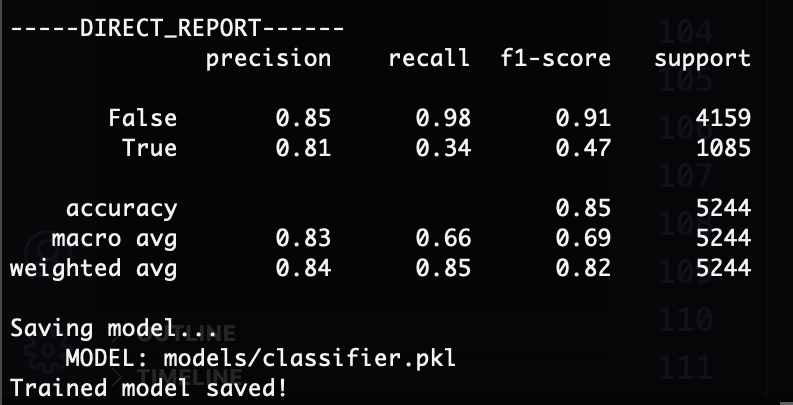 -----DIRECT_REPORT------
precision recall f1-score support
False 0.85 0.98 0.91 4159
True 0.81 0.34 0.47 1085
accuracy 0.85 5244
macro avg 0.83 0.66 0.69 5244
weighted avg 0.84 0.85 0.82 5244
Saving model...
MODEL: models/classifier.pkl
Trained model saved!
OUTLINE
TIMELINE
104
105
106
107
108
109
110
111